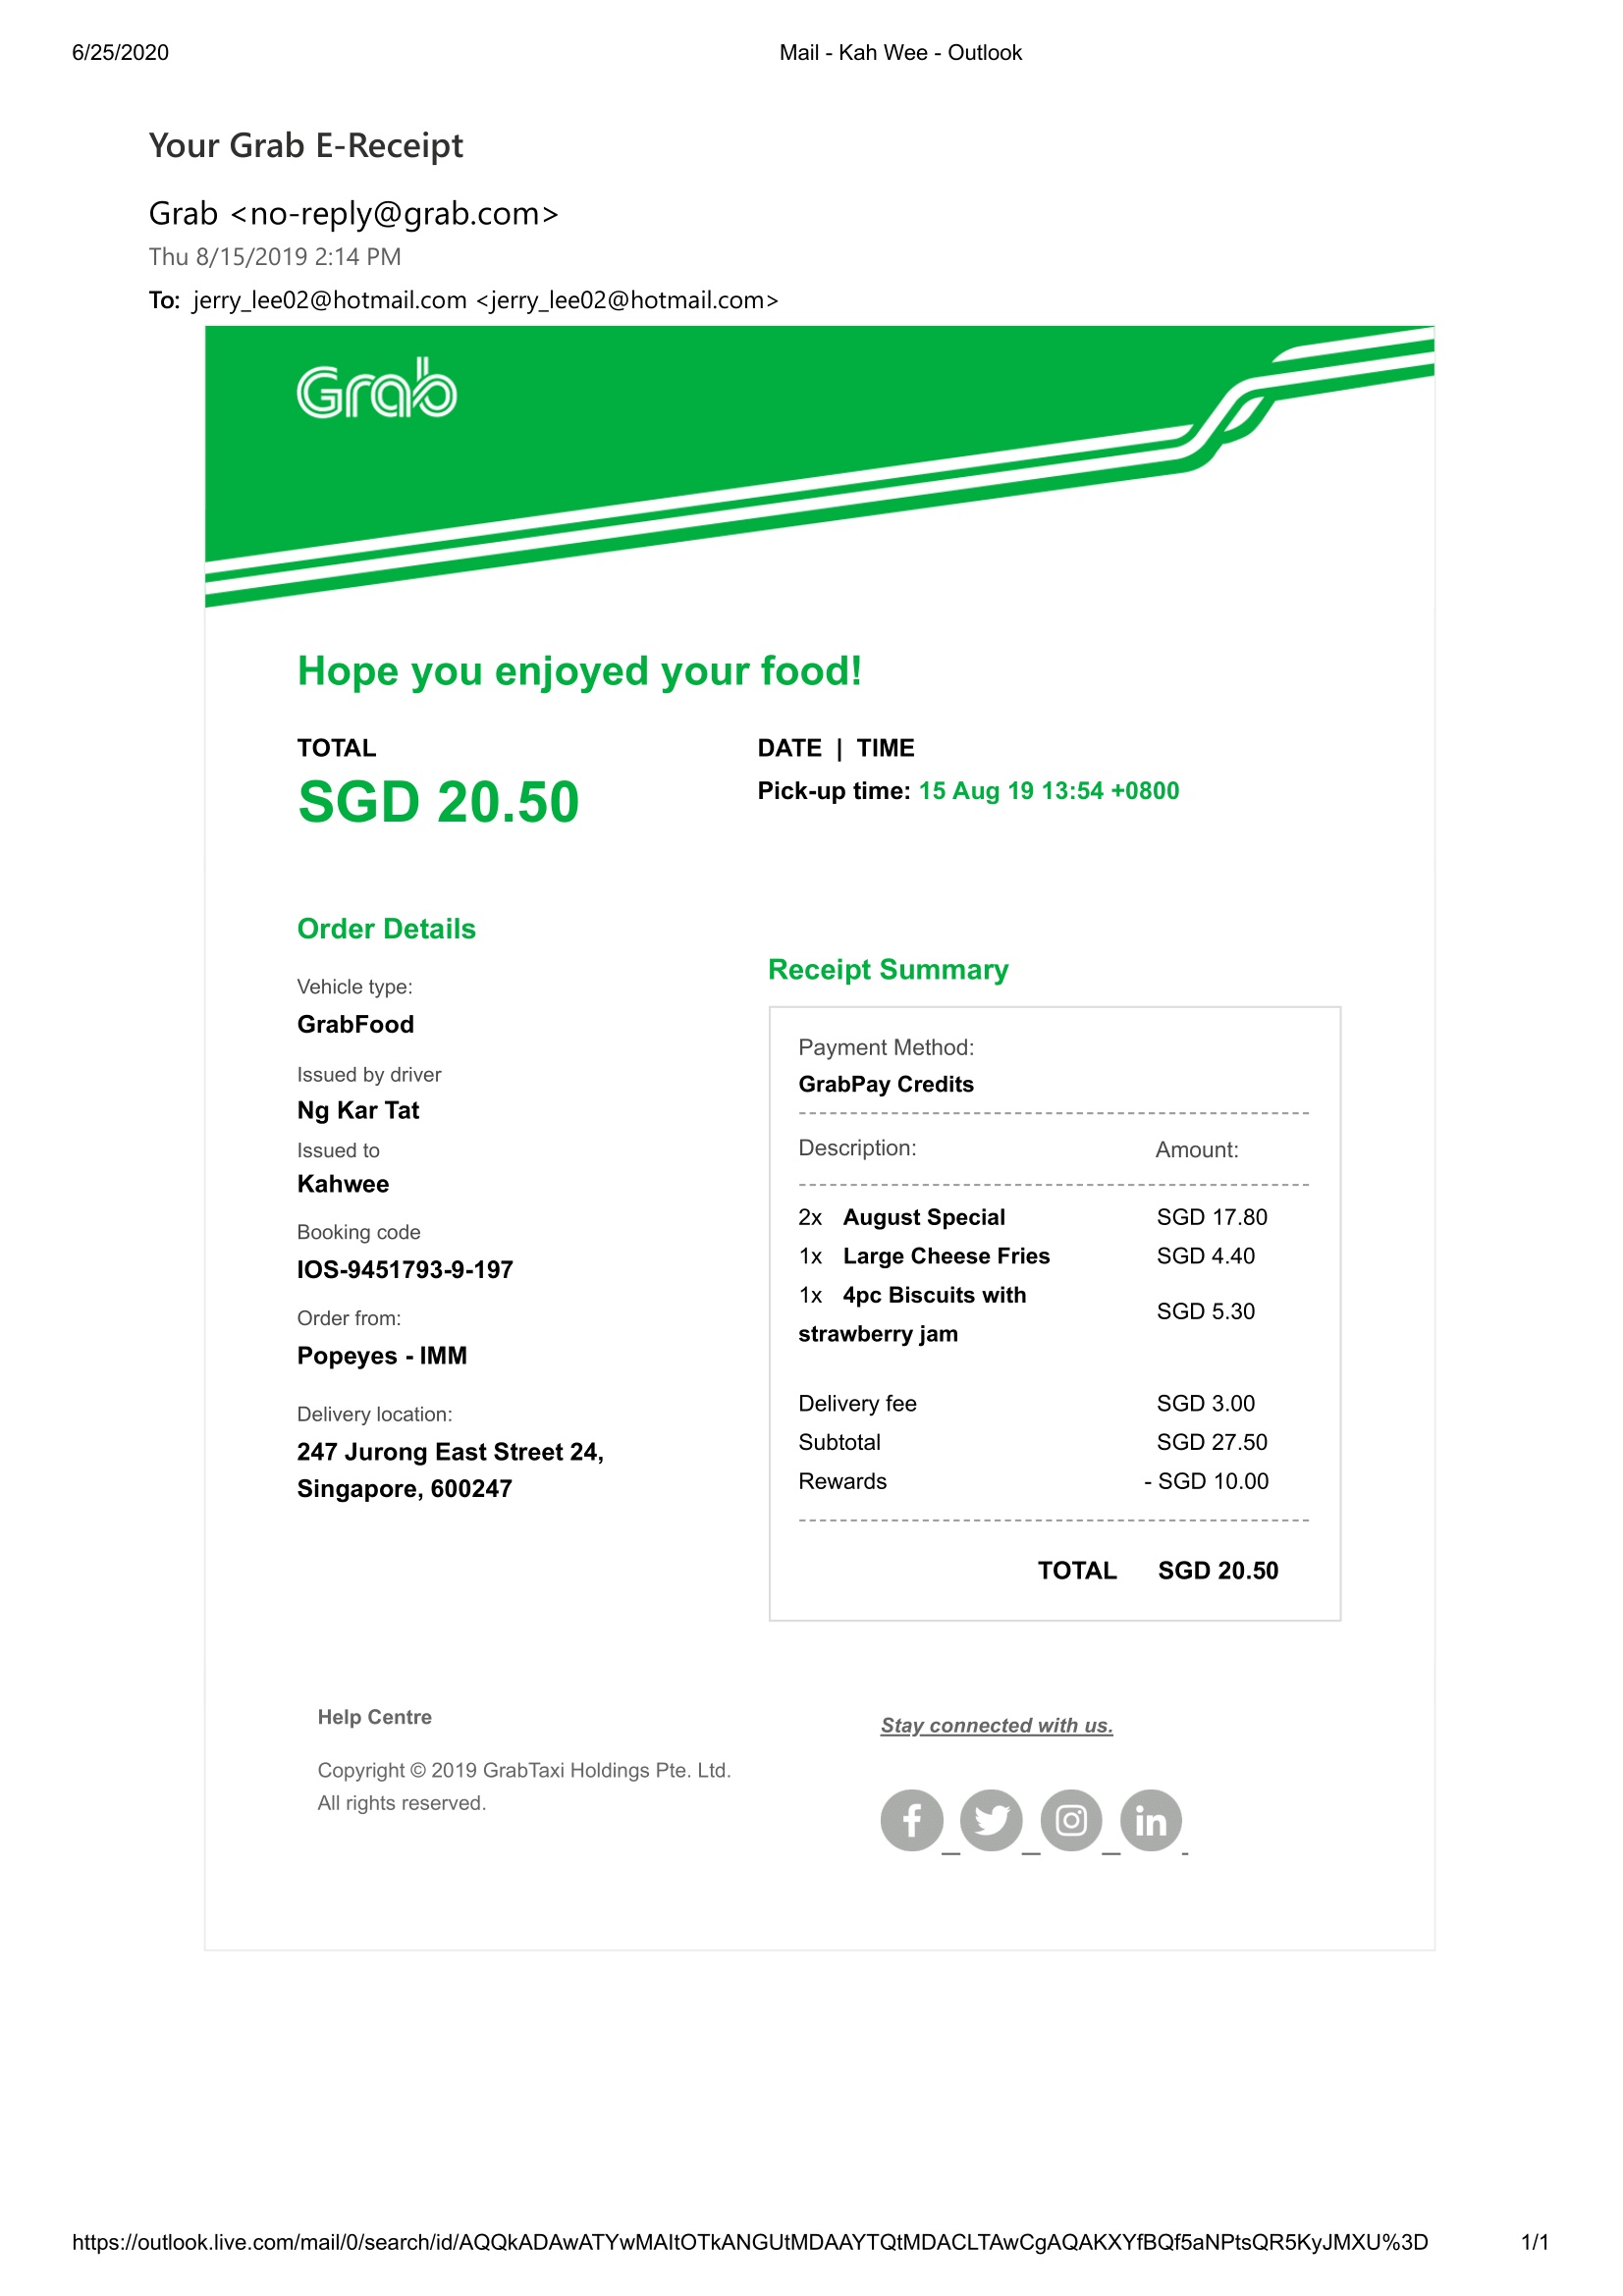 6/25/2020
Mail - Kah Wee - Outlook
Your Grab E-Receipt
Grab <no-reply@grab.com>
Thu 8/15/2019 2:14 PM
To: jerry_lee02@hotmail.com <jerry_lee02@hotmail.com>
Grab
Hope you enjoyed your food!
TOTAL
SGD 20.50
DATE | TIME
Pick-up time: 15 Aug 19 13:54 +0800
Order Details
Vehicle type:
GrabFood
Issued by driver
Ng Kar Tat
Issued to
Kahwee
Booking code
IOS-9451793-9-197
Order from:
Popeyes - IMM
Delivery location:
247 Jurong East Street 24,
Singapore, 600247
Receipt Summary
Payment Method:
GrabPay Credits
Description: Amount:
2x August Special SGD 17.80
1x Large Cheese Fries SGD 4.40
1x 4pc Biscuits with
strawberry jam
SGD 5.30
Delivery fee SGD 3.00
Subtotal SGD 27.50
Rewards - SGD 10.00
TOTAL SGD 20.50
Help Centre
Copyright © 2019 GrabTaxi Holdings Pte. Ltd.
All rights reserved.
Stay connected with us.
https://outlook.live.com/mail/0/search/id/AQQkADAwATYwMAItOTkANGUtMDAAYTQtMDACLTAwCgAQAKXYfBQf5aNPtsQR5KyJMXU%3D
1/1